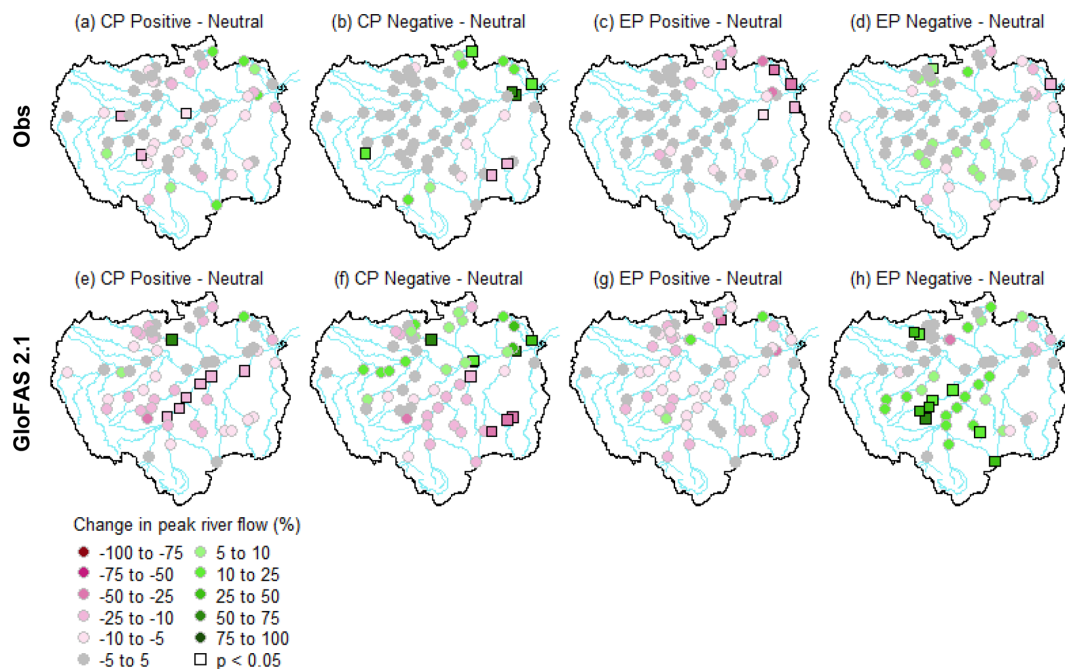 (a) CP Positive - Neutral
(b) CP Negative - Neutral
(c) EP Positive - Neutral
(d) EP Negative - Neutral
Obs
(e) CP Positive - Neutral
(f) CP Negative - Neutral
(g) EP Positive - Neutral
(h) EP Negative - Neutral
GloFAS 2.1
Change in peak river flow (%)
-100 to -75
-75 to -50
-50 to -25
-25 to -10
-10 to -5
-5 to 5
5 to 10
10 to 25
25 to 50
50 to 75
75 to 100
p < 0.05